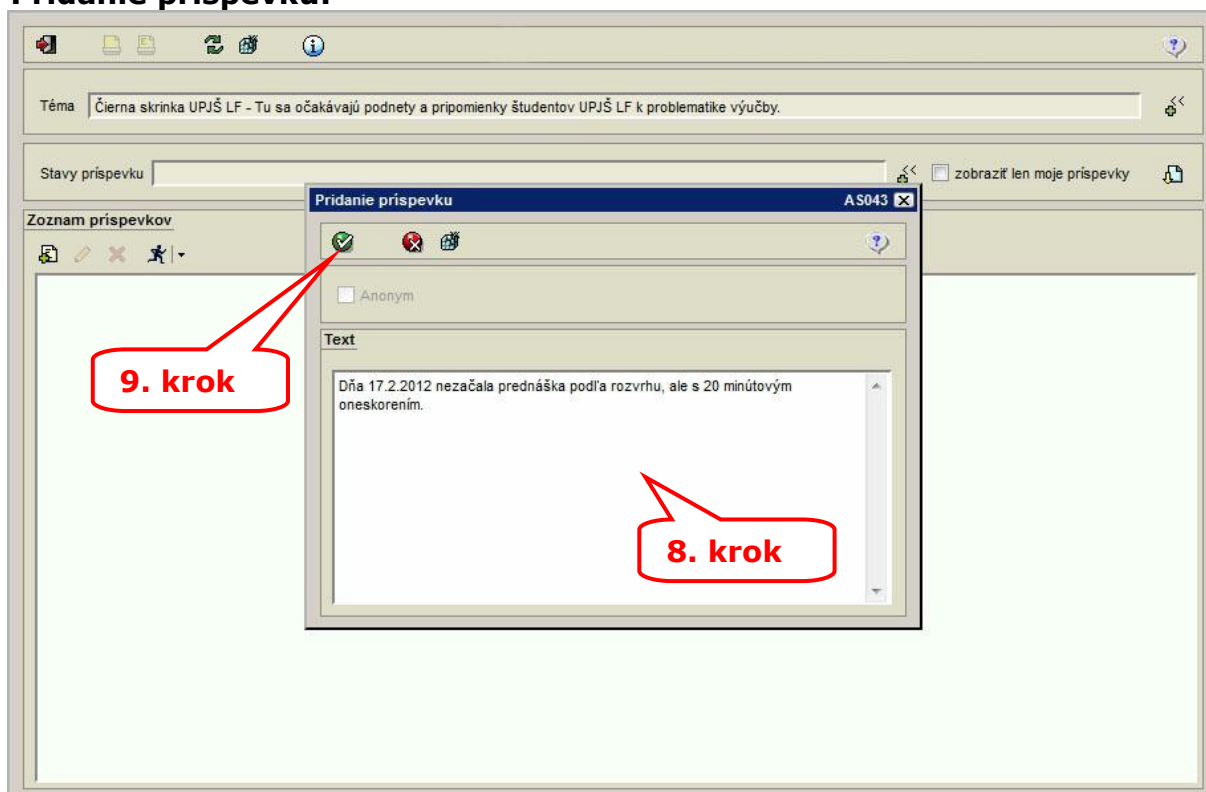 Pridanie príspevku:
Téma Čierna skrinka UPJŠ LF - Tu sa očakávajú podnety a pripomienky študentov UPJŠ LF k problematike výučby.
Stavy príspevku zobraziť len moje príspevky
Zoznam príspevkov
Pridanie príspevku AS043
Anonym
Text
Dňa 17.2.2012 nezačala prednáška podľa rozvrhu, ale s 20 minútovým
oneskorením.
9. krok
8. krok